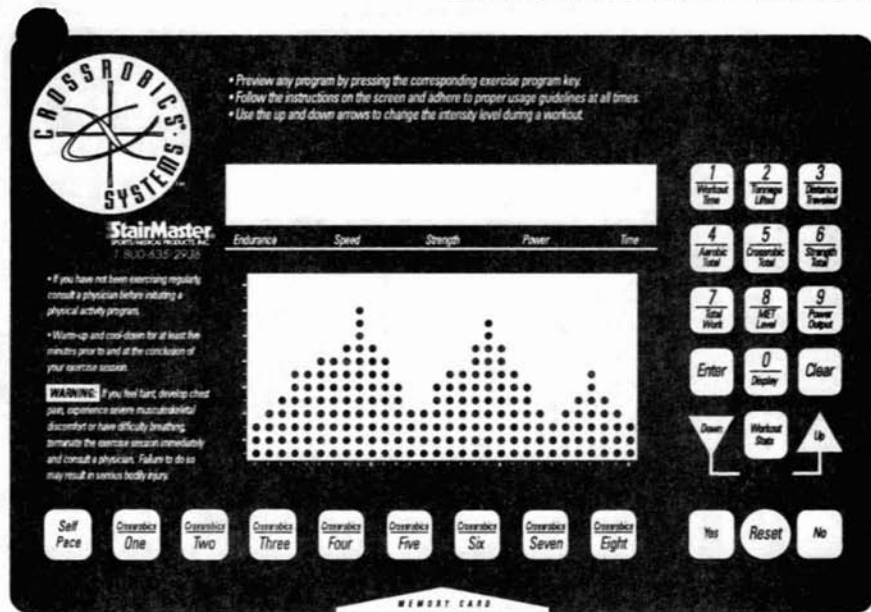 CROSSROBICS®
SYSTEMS
StairMaster®
SPORTS/MEDICAL PRODUCTS, INC.
1 800-635-2936
• Preview any program by pressing the corresponding exercise program key.
• Follow the instructions on the screen and adhere to proper usage guidelines at all times.
• Use the up and down arrows to change the intensity level during a workout.
Endurance Speed Strength Power Time
• If you have not been exercising regularly,
consult a physician before initiating a
physical activity program.
• Warm-up and cool-down for at least five
minutes prior to and at the conclusion of
your exercise session.
WARNING: If you feel faint, develop chest
pain, experience severe musculoskeletal
discomfort or have difficulty breathing,
terminate the exercise session immediately
and consult a physician. Failure to do so
may result in serious bodily injury.
1
Workout
Time
2
Tonnage
Lifted
3
Distance
Traveled
4
Aerobic
Total
5
Crossrobic
Total
6
Strength
Total
7
Total
Work
8
MET
Level
9
Power
Output
Enter
0
Display
Clear
Down
Workout
Stats
Up
Self
Pace
Crossrobics
One
Crossrobics
Two
Crossrobics
Three
Crossrobics
Four
Crossrobics
Five
Crossrobics
Six
Crossrobics
Seven
Crossrobics
Eight
Yes
Reset
No
MEMORY CARD